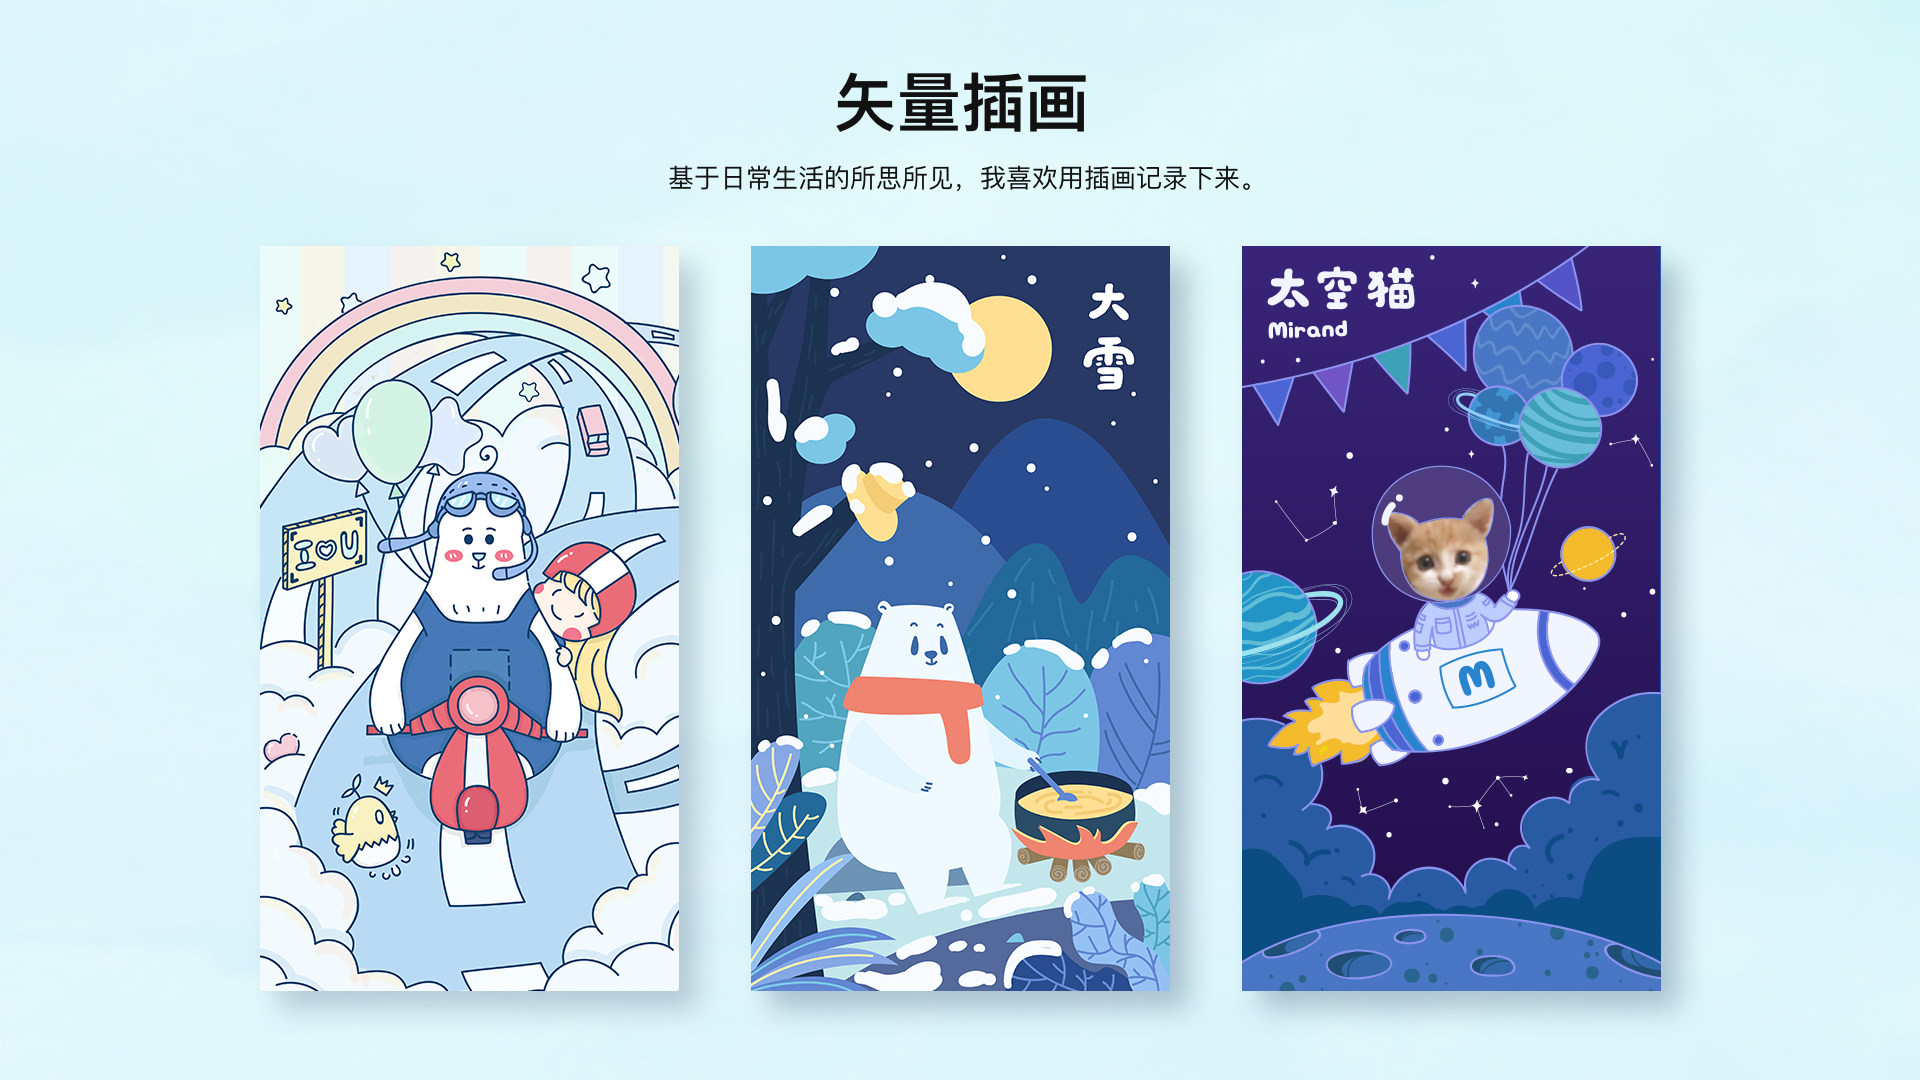 矢量插画
基于日常生活的所思所见，我喜欢用插画记录下来。
I U
大
雪
太空猫
Mirand
M